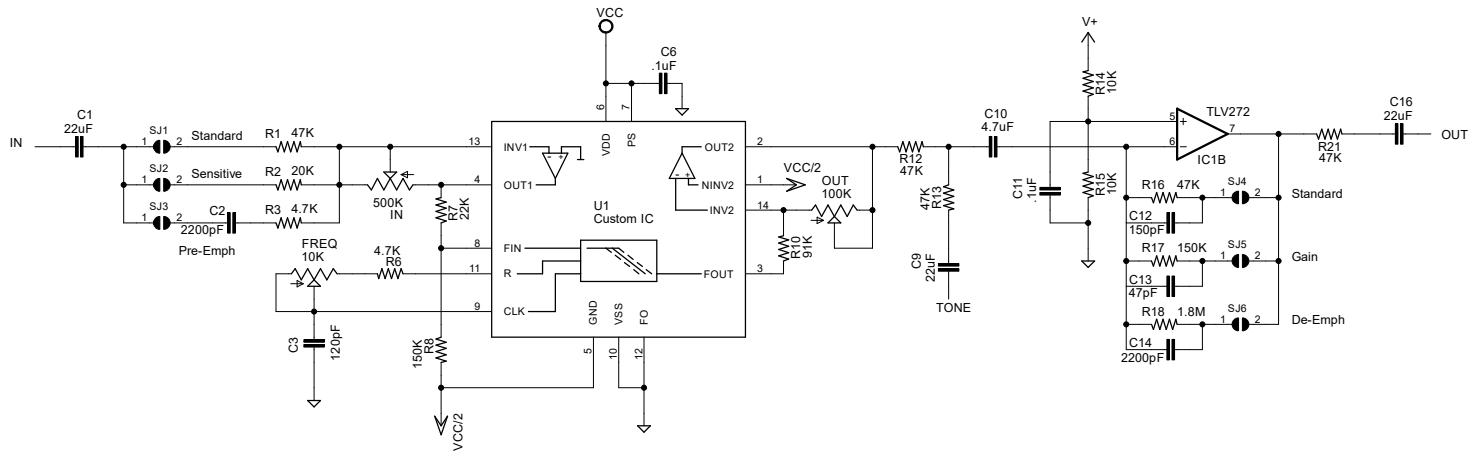 VCC
C6
.1uF
6
7
VDD
PS
IN
C1
22uF
1
SJ1
2
Standard
R1
47K
1
SJ2
2
Sensitive
R2
20K
1
SJ3
2
C2
2200pF
R3
4.7K
Pre-Emph
500K
IN
FREQ
10K
4.7K
R6
C3
120pF
R7
22K
150K
R8
VCC/2
13
INV1
4
OUT1
8
FIN
11
R
9
CLK
U1
Custom IC
GND
VSS
FO
5
10
12
OUT2
2
NINV2
1
INV2
14
FOUT
3
VCC/2
OUT
100K
R10
91K
R12
47K
47K
R13
C9
22uF
TONE
C10
4.7uF
C11
.1uF
V+
R14
10K
R15
10K
TLV272
5
+
6
−
7
IC1B
R16
47K
1
SJ4
2
Standard
C12
150pF
R17
150K
1
SJ5
2
Gain
C13
47pF
R18
1.8M
1
SJ6
2
De-Emph
C14
2200pF
R21
47K
C16
22uF
OUT